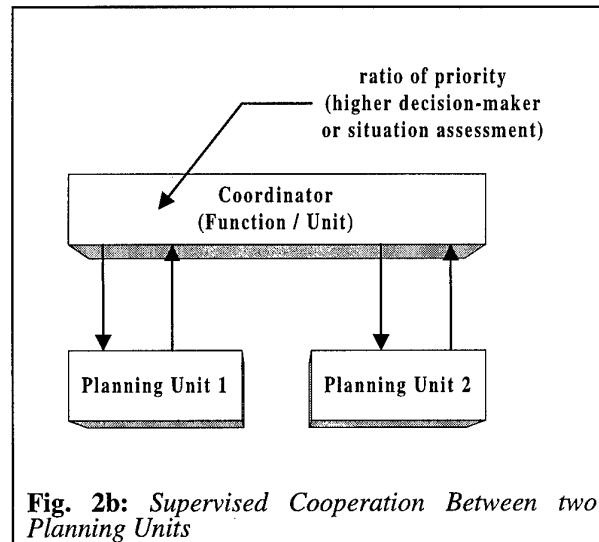 ratio of priority
(higher decision-maker
or situation assessment)
Coordinator
(Function / Unit)
Planning Unit 1
Planning Unit 2
Fig. 2b: Supervised Cooperation Between two
Planning Units